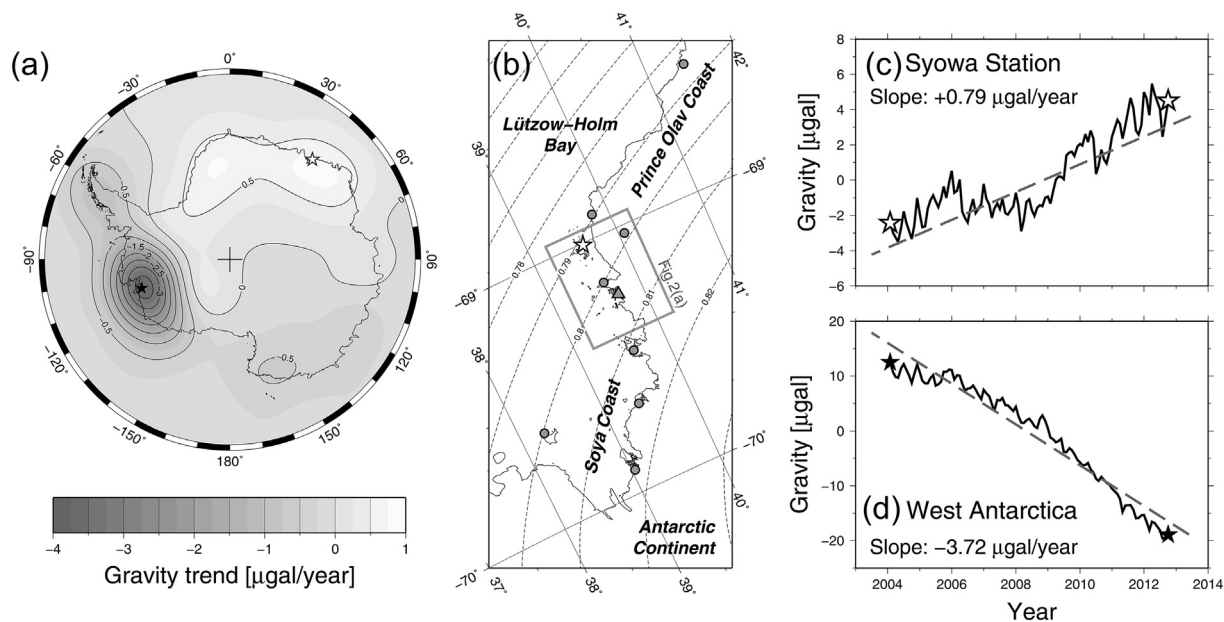 (a)
0°
−30°
30°
−60°
60°
−90°
90°
−120°
120°
−150°
150°
180°
−0.5
−0.5
0
−1
−1.5
−2
−2.5
−3
−0.5
0
−0.5
−4 −3 −2 −1 0 1
Gravity trend [µgal/year]
(b)
40°
41°
42°
39°
−69°
Lützow−Holm
Bay
Prince Olav Coast
0.78
0.79
0.8
0.81
0.82
Fig.2(a)
−69°
41°
38°
Soya Coast
−70°
40°
Antarctic
Continent
−70°
37°
38°
39°
(c) Syowa Station
Slope: +0.79 µgal/year
Gravity [µgal]
8
6
4
2
0
−2
−4
−6
(d) West Antarctica
Slope: −3.72 µgal/year
Gravity [µgal]
20
10
0
−10
−20
2004 2006 2008 2010 2012 2014
Year